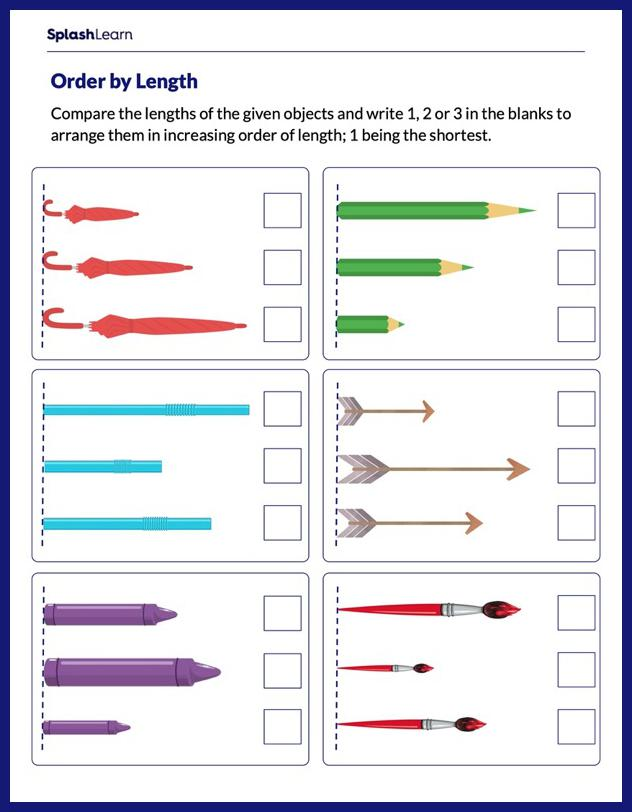 SplashLearn
Order by Length
Compare the lengths of the given objects and write 1, 2 or 3 in the blanks to
arrange them in increasing order of length; 1 being the shortest.